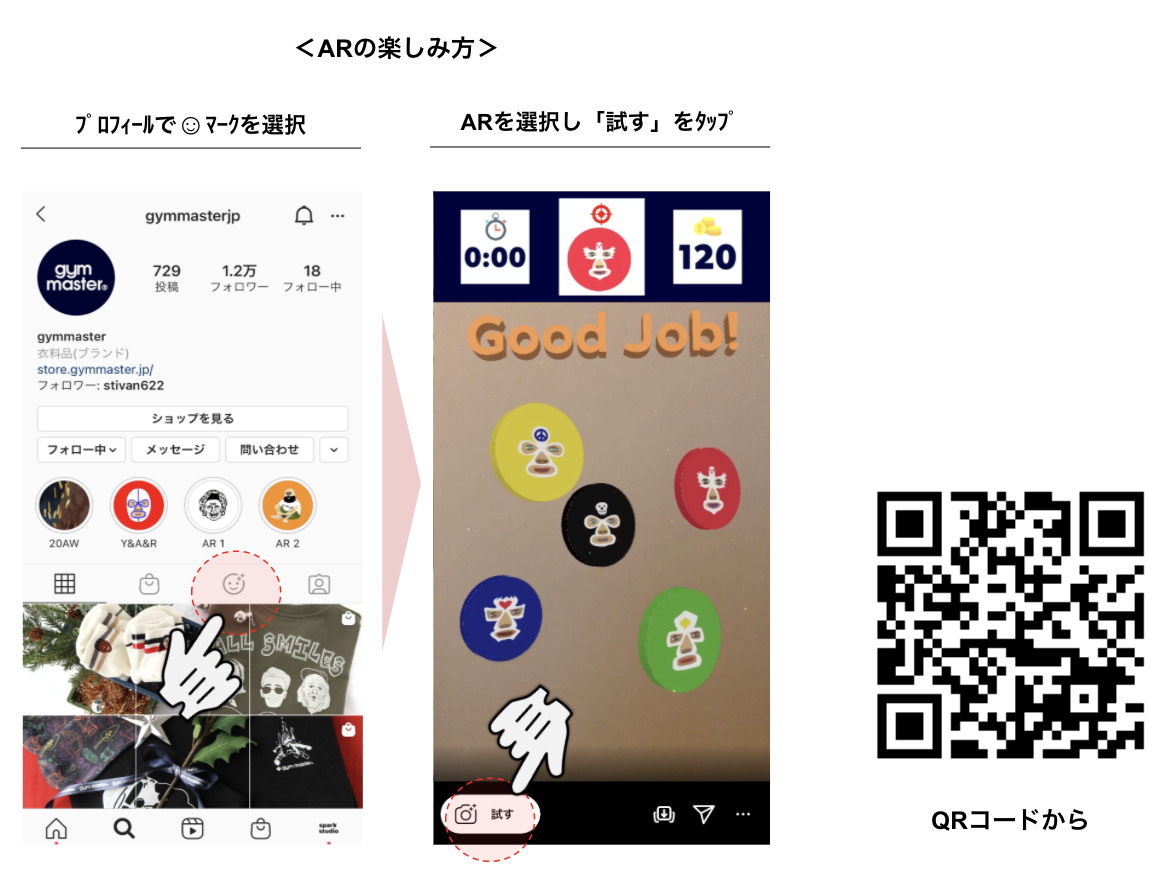 ＜ARの楽しみ方＞
ﾌﾟﾛﾌｨｰﾙで☺ﾏｰｸを選択
ARを選択し「試す」をﾀｯﾌﾟ
gymmasterjp
gym
master®
729
1.2万
18
投稿
フォロワー
フォロー中
gymmaster
衣料品(ブランド)
store.gymmaster.jp/
フォロワー: stivan622
ショップを見る
フォロー中
メッセージ
問い合わせ
20AW
Y&A&R
AR 1
AR 2
ALL SMILES
gym master
gym master
spark
studio
0:00
120
Good Job!
試す
QRコードから